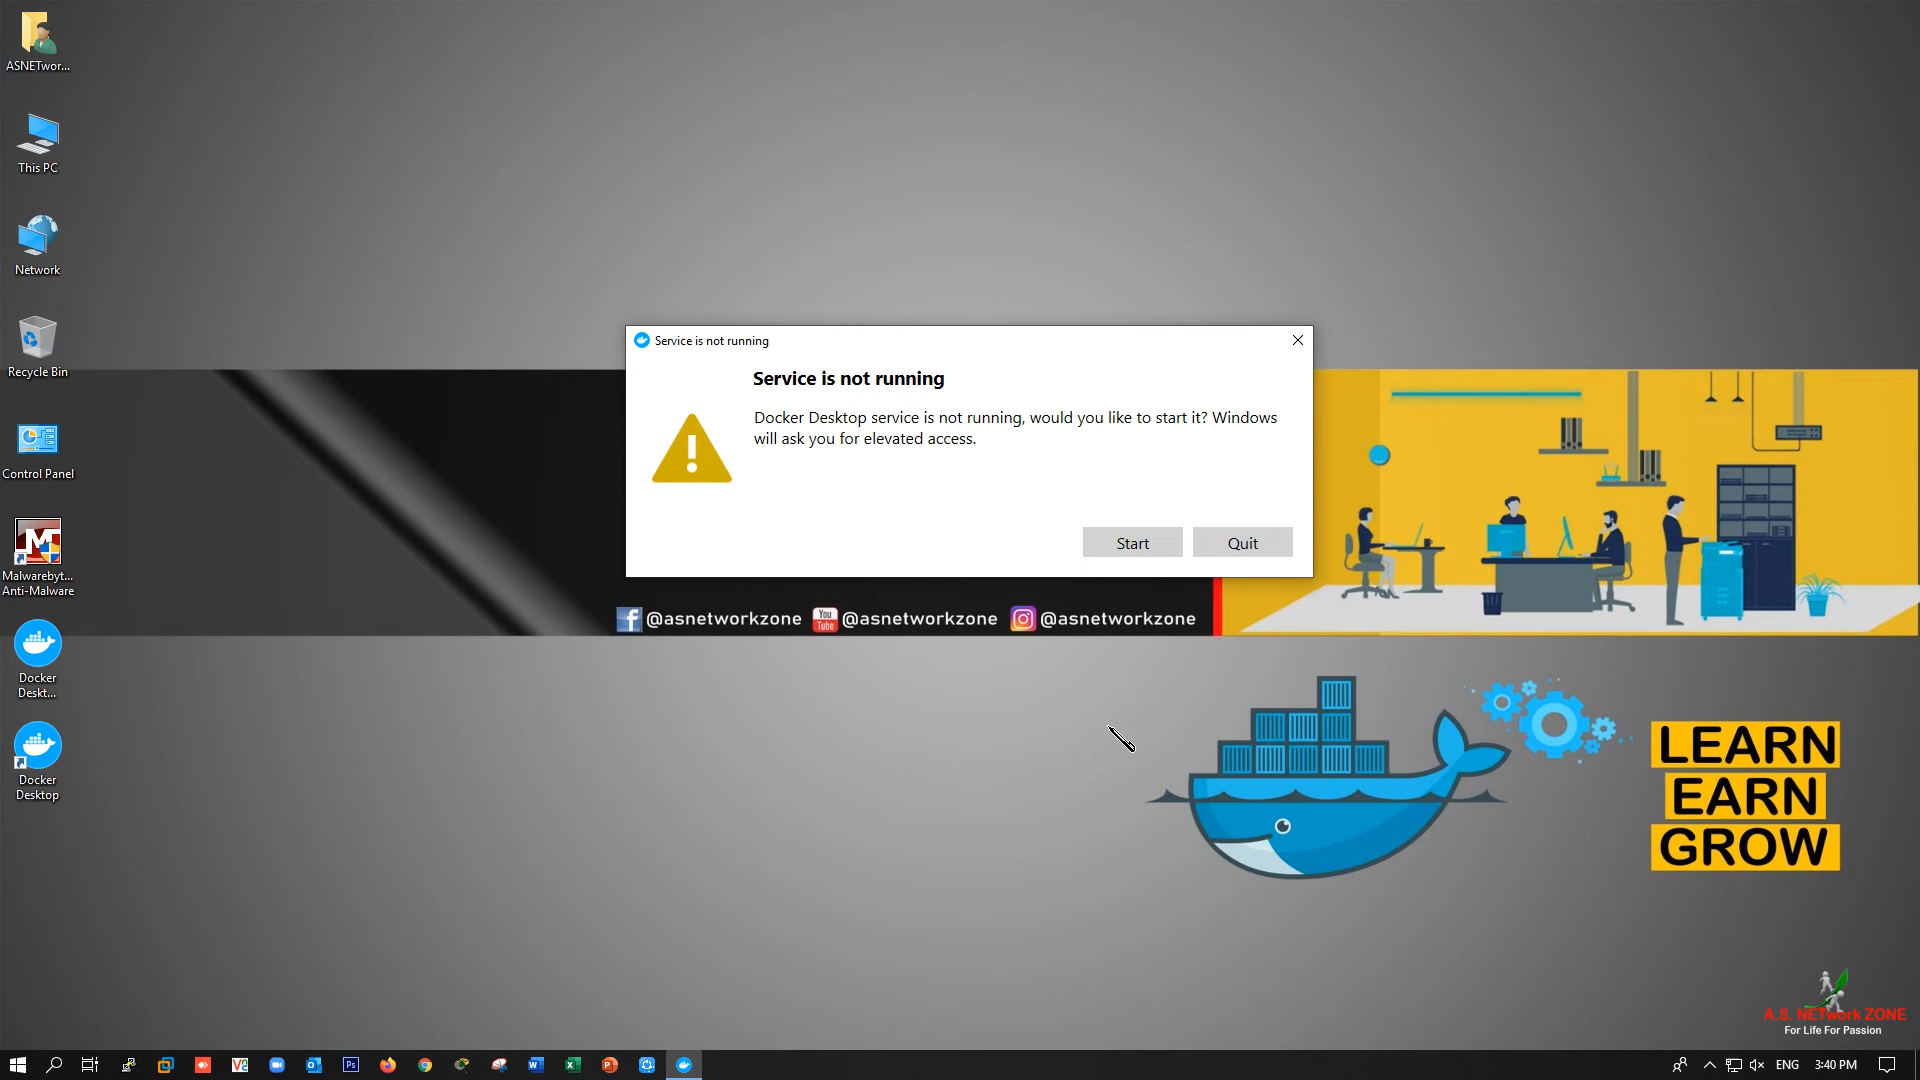 ASNETwor...
This PC
Network
Recycle Bin
Control Panel
Malwarebyt...
Anti-Malware
Docker
Deskt...
Docker
Desktop
Service is not running
Service is not running
Docker Desktop service is not running, would you like to start it? Windows
will ask you for elevated access.
Start
Quit
@asnetworkzone
You
Tube
@asnetworkzone
@asnetworkzone
LEARN
EARN
GROW
A.S. NETwork ZONE
For Life For Passion
Ps
ENG
3:40 PM